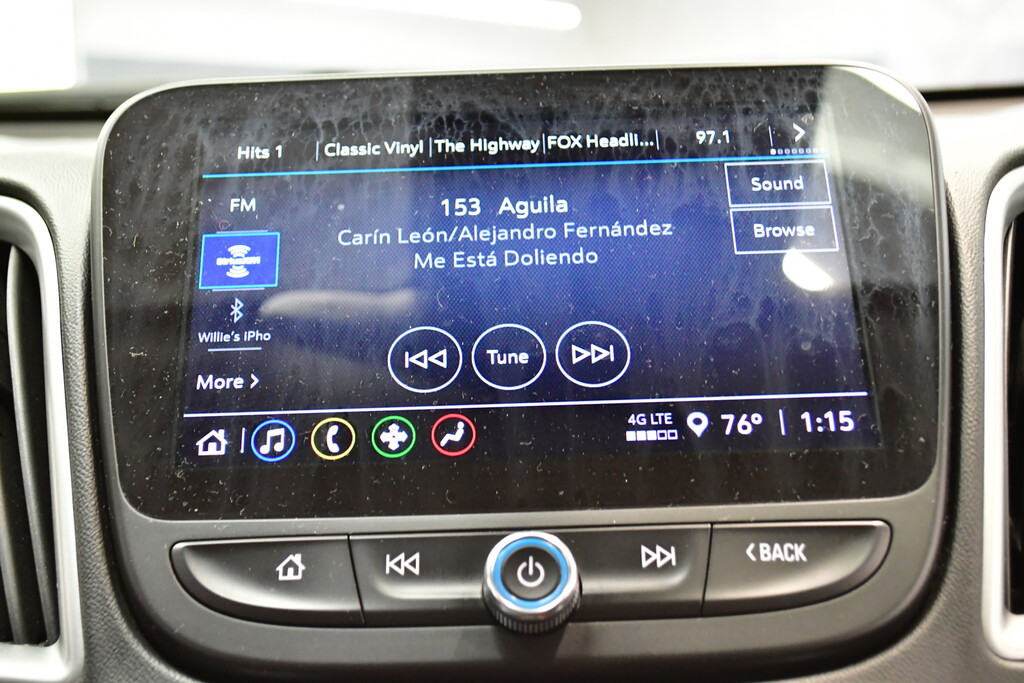 Hits 1 Classic Vinyl The Highway FOX Headli... 97.1
FM
153 Aguila
Sound
Carín León/Alejandro Fernández
Browse
Me Está Doliendo
SiriusXM
Willie's iPho
Tune
More
4G LTE
76° 1:15
BACK